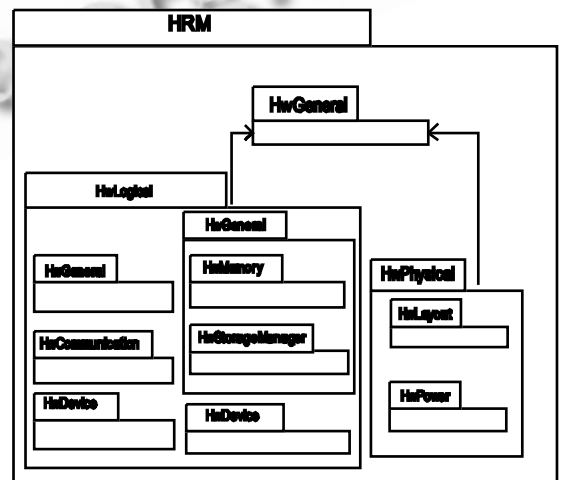 HRM
HwGeneral
HwLogical
HwGeneral
HwGeneral
HwMemory
HwPhysical
HwLayout
HwCommunication
HwStorageManager
HwDevice
HwDevice
HwPower